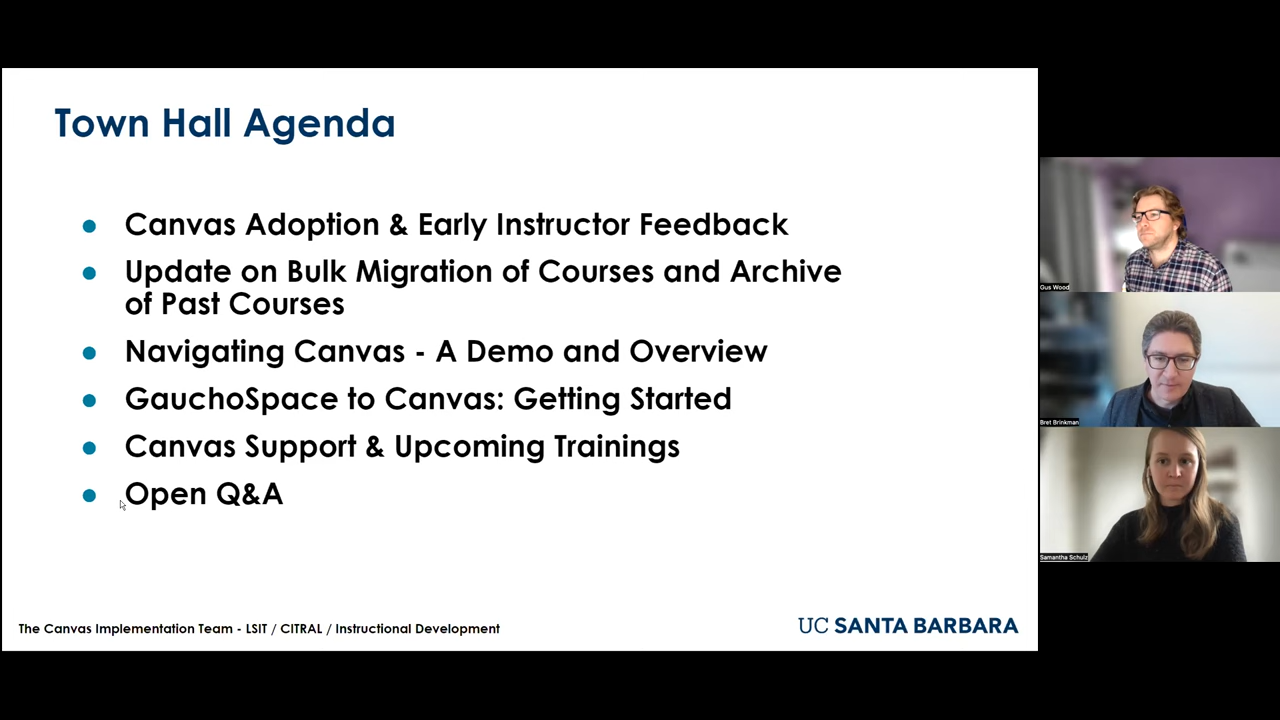 Town Hall Agenda
● Canvas Adoption & Early Instructor Feedback
● Update on Bulk Migration of Courses and Archive
of Past Courses
● Navigating Canvas - A Demo and Overview
● GauchoSpace to Canvas: Getting Started
● Canvas Support & Upcoming Trainings
● Open Q&A
The Canvas Implementation Team - LSIT / CITRAL / Instructional Development
UC SANTA BARBARA
Gus Wood
Bret Brinkman
Samantha Schulz